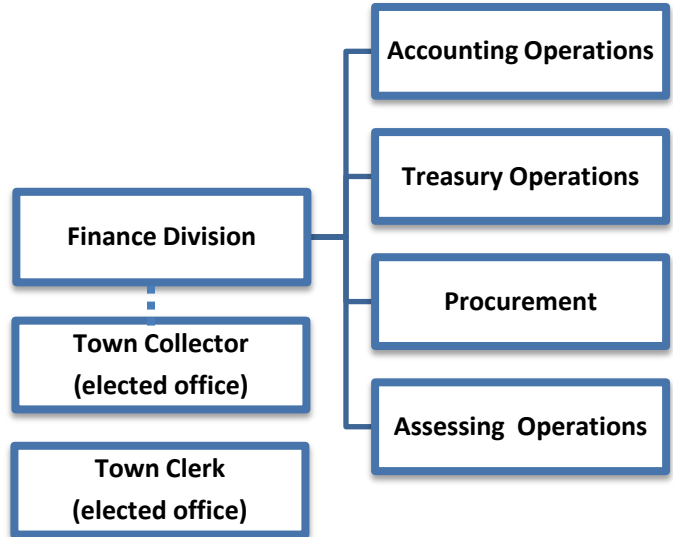 Accounting Operations
Treasury Operations
Finance Division
Procurement
Town Collector
(elected office)
Assessing Operations
Town Clerk
(elected office)